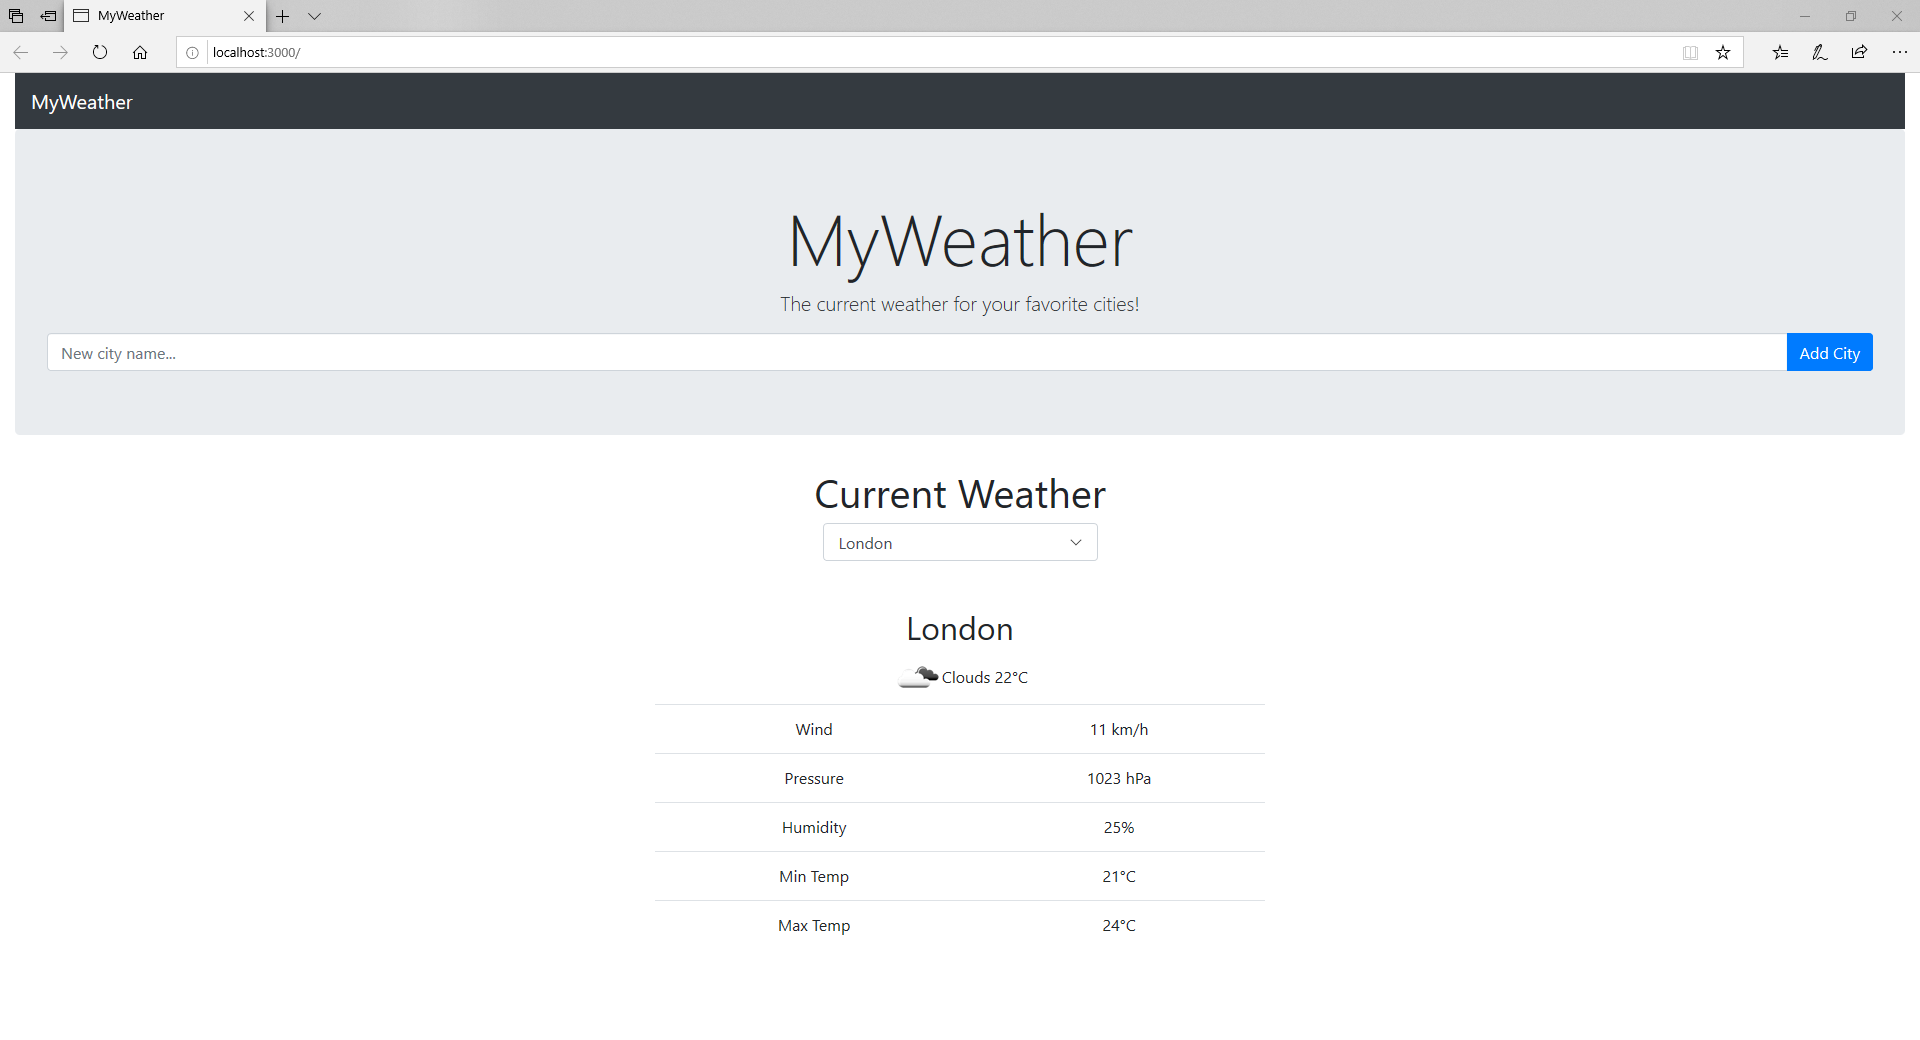 MyWeather
localhost:3000/
MyWeather
MyWeather
The current weather for your favorite cities!
New city name...
Add City
Current Weather
London
London
Clouds 22°C
Wind 11 km/h
Pressure 1023 hPa
Humidity 25%
Min Temp 21°C
Max Temp 24°C